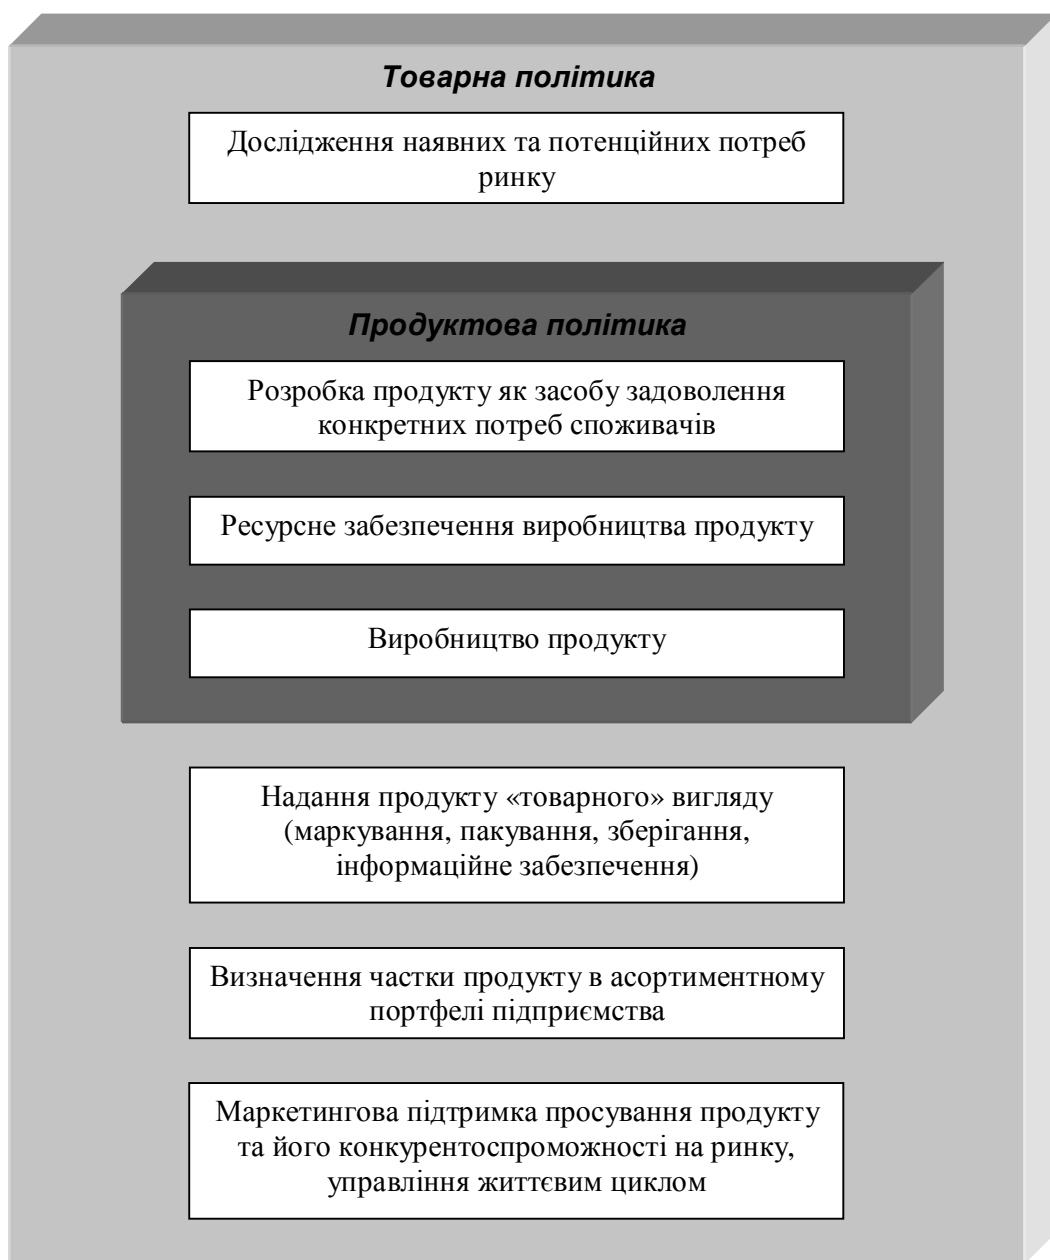 Товарна політика
Дослідження наявних та потенційних потреб
ринку
Продуктова політика
Розробка продукту як засобу задоволення
конкретних потреб споживачів
Ресурсне забезпечення виробництва продукту
Виробництво продукту
Надання продукту «товарного» вигляду
(маркування, пакування, зберігання,
інформаційне забезпечення)
Визначення частки продукту в асортиментному
портфелі підприємства
Маркетингова підтримка просування продукту
та його конкурентоспроможності на ринку,
управління життєвим циклом